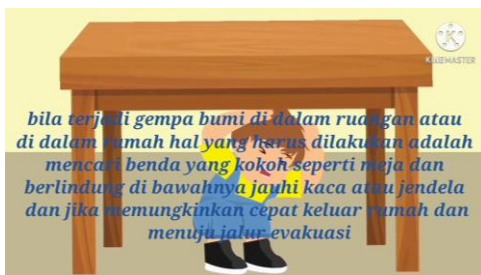 KINEMASTER
bila terjadi gempa bumi di dalam ruangan atau
di dalam rumah hal yang harus dilakukan adalah
mencari benda yang kokoh seperti meja dan
berlindung di bawahnya jauhi kaca atau jendela
dan jika memungkinkan cepat keluar rumah dan
menuju jalur evakuasi